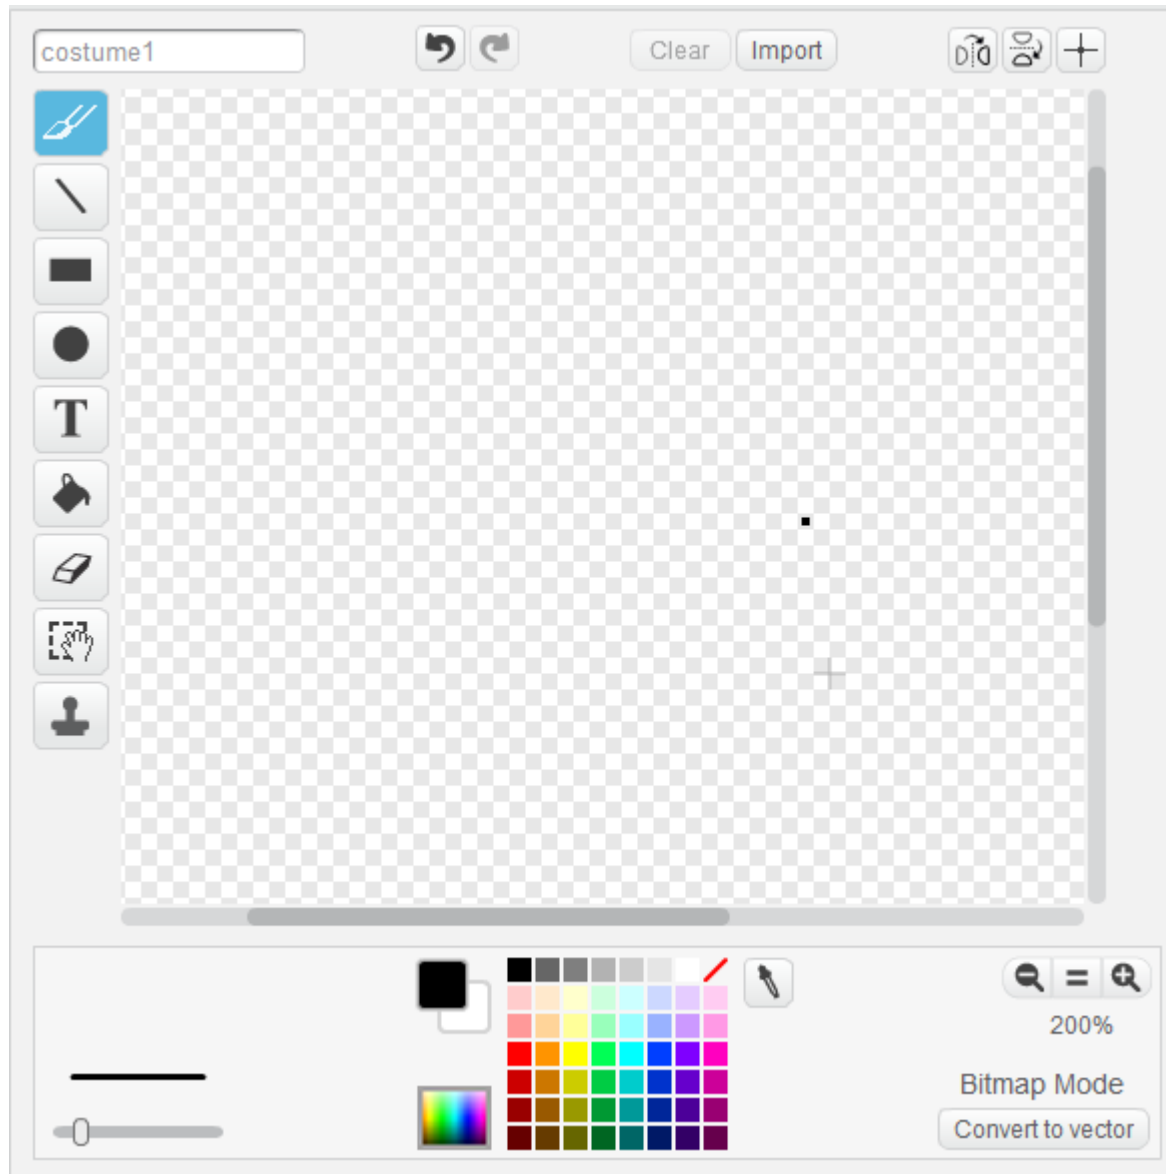 costume1
Clear
Import
T
200%
Bitmap Mode
Convert to vector